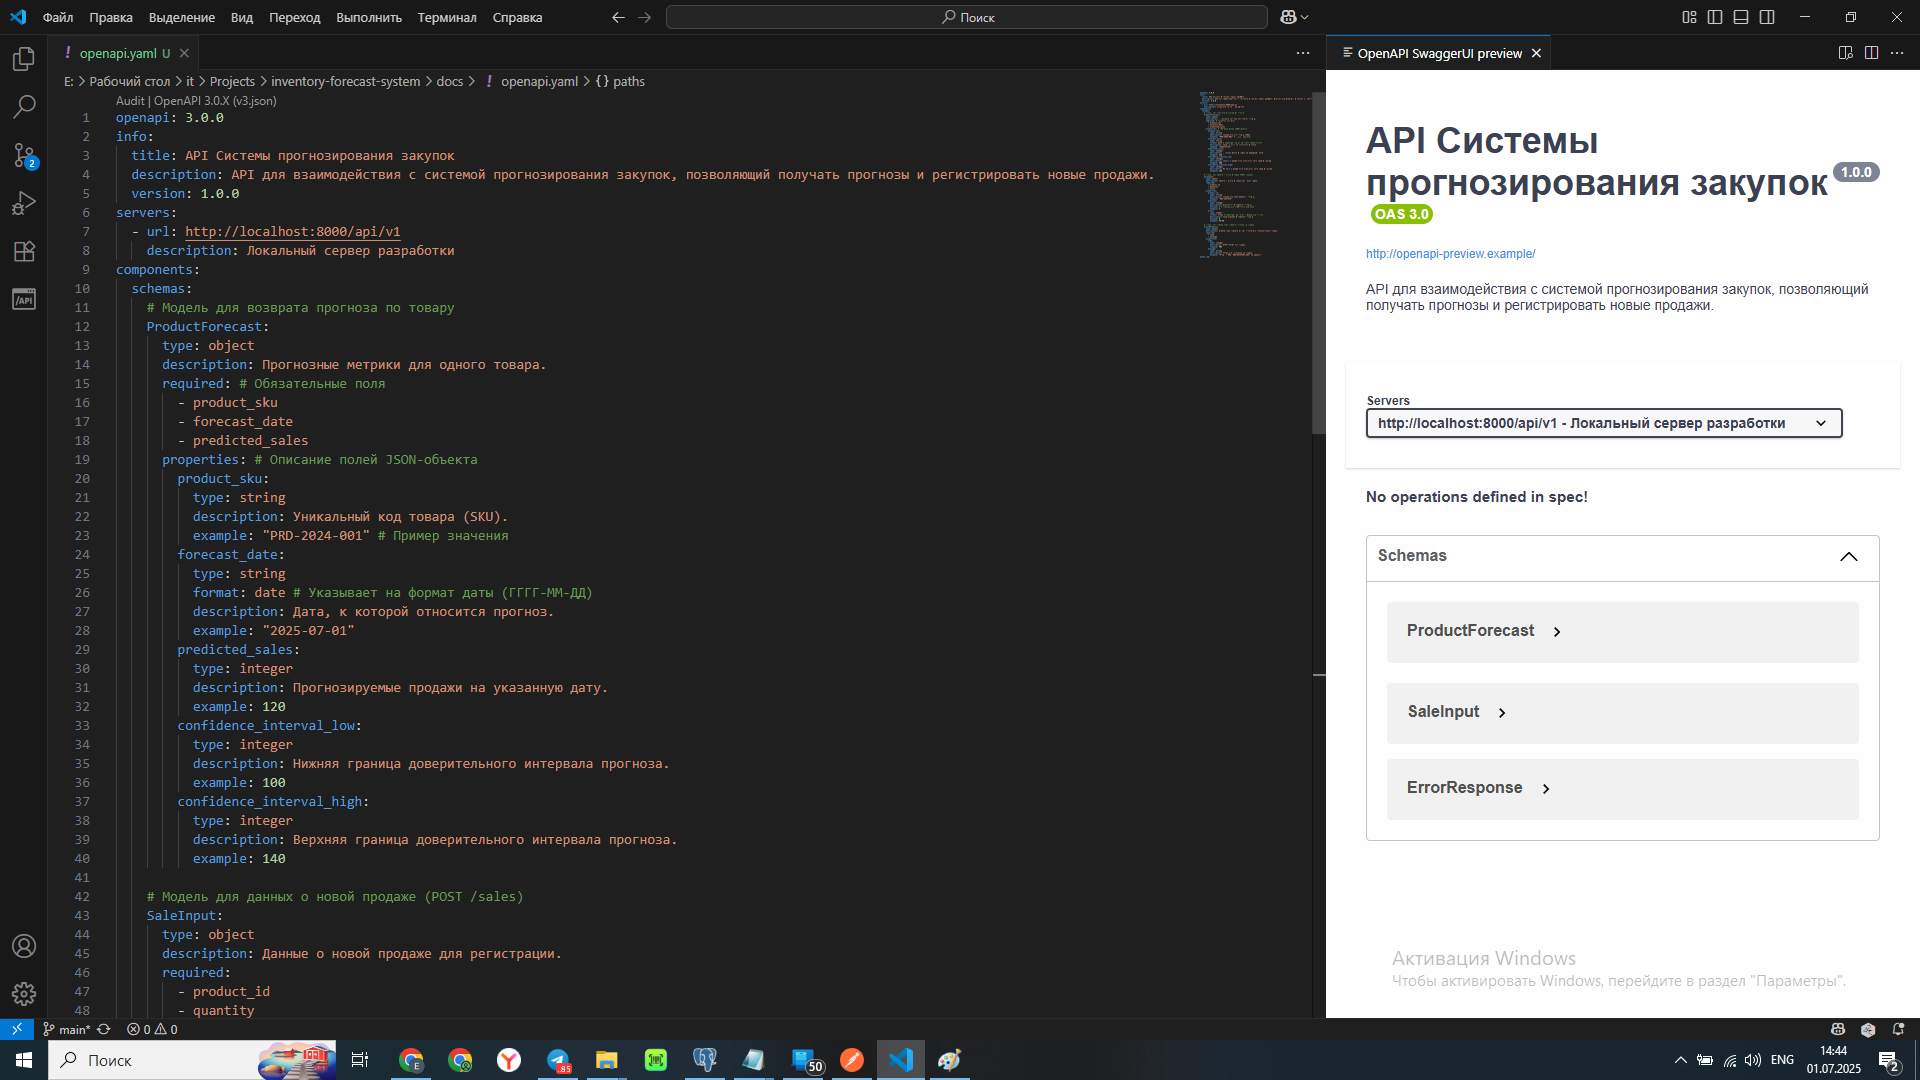 Файл Правка Выделение Вид Переход Выполнить Терминал Справка
Поиск
openapi.yaml U
E: > Рабочий стол > it > Projects > inventory-forecast-system > docs > ! openapi.yaml > {} paths
Audit | OpenAPI 3.0.X (v3.json)
1 openapi: 3.0.0
2 info:
3 title: API Системы прогнозирования закупок
4 description: API для взаимодействия с системой прогнозирования закупок, позволяющий получать прогнозы и регистрировать новые продажи.
5 version: 1.0.0
6 servers:
7 - url: http://localhost:8000/api/v1
8 description: Локальный сервер разработки
9 components:
10 schemas:
11 # Модель для возврата прогноза по товару
12 ProductForecast:
13 type: object
14 description: Прогнозные метрики для одного товара.
15 required: # Обязательные поля
16 - product_sku
17 - forecast_date
18 - predicted_sales
19 properties: # Описание полей JSON-объекта
20 product_sku:
21 type: string
22 description: Уникальный код товара (SKU).
23 example: "PRD-2024-001" # Пример значения
24 forecast_date:
25 type: string
26 format: date # Указывает на формат даты (ГГГГ-ММ-ДД)
27 description: Дата, к которой относится прогноз.
28 example: "2025-07-01"
29 predicted_sales:
30 type: integer
31 description: Прогнозируемые продажи на указанную дату.
32 example: 120
33 confidence_interval_low:
34 type: integer
35 description: Нижняя граница доверительного интервала прогноза.
36 example: 100
37 confidence_interval_high:
38 type: integer
39 description: Верхняя граница доверительного интервала прогноза.
40 example: 140
41
42 # Модель для данных о новой продаже (POST /sales)
43 SaleInput:
44 type: object
45 description: Данные о новой продаже для регистрации.
46 required:
47 - product_id
48 - quantity
OpenAPI SwaggerUI preview
API Системы
прогнозирования закупок 1.0.0
OAS 3.0
http://openapi-preview.example/
API для взаимодействия с системой прогнозирования закупок, позволяющий
получать прогнозы и регистрировать новые продажи.
Servers
http://localhost:8000/api/v1 - Локальный сервер разработки
No operations defined in spec!
Schemas
ProductForecast
SaleInput
ErrorResponse
Активация Windows
Чтобы активировать Windows, перейдите в раздел "Параметры".
/API
2
main* 0 0
Поиск
85
50
ENG
14:44
01.07.2025
2